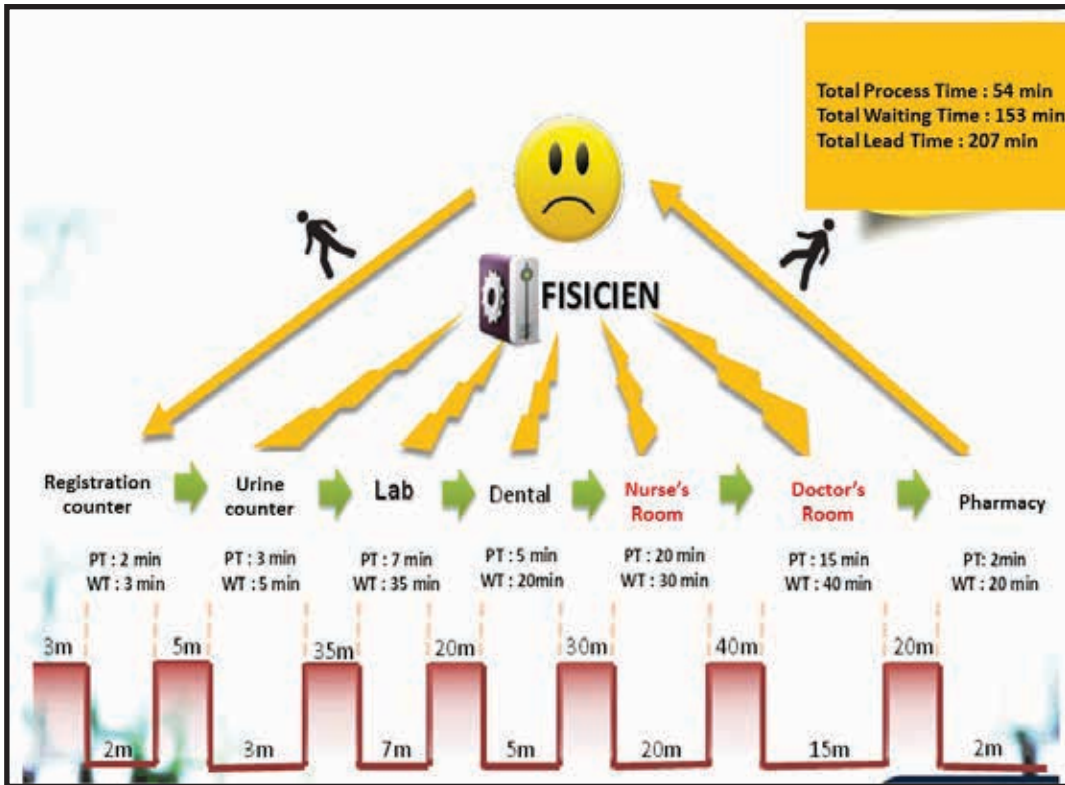 Total Process Time : 54 min
Total Waiting Time : 153 min
Total Lead Time : 207 min
FISICIEN
Registration
counter
Urine
counter
Lab
Dental
Nurse's
Room
Doctor's
Room
Pharmacy
PT : 2 min
WT : 3 min
PT : 3 min
WT : 5 min
PT : 7 min
WT : 35 min
PT : 5 min
WT : 20min
PT : 20 min
WT : 30 min
PT : 15 min
WT : 40 min
PT: 2min
WT : 20 min
3m
5m
35m
20m
30m
40m
20m
2m
3m
7m
5m
20m
15m
2m